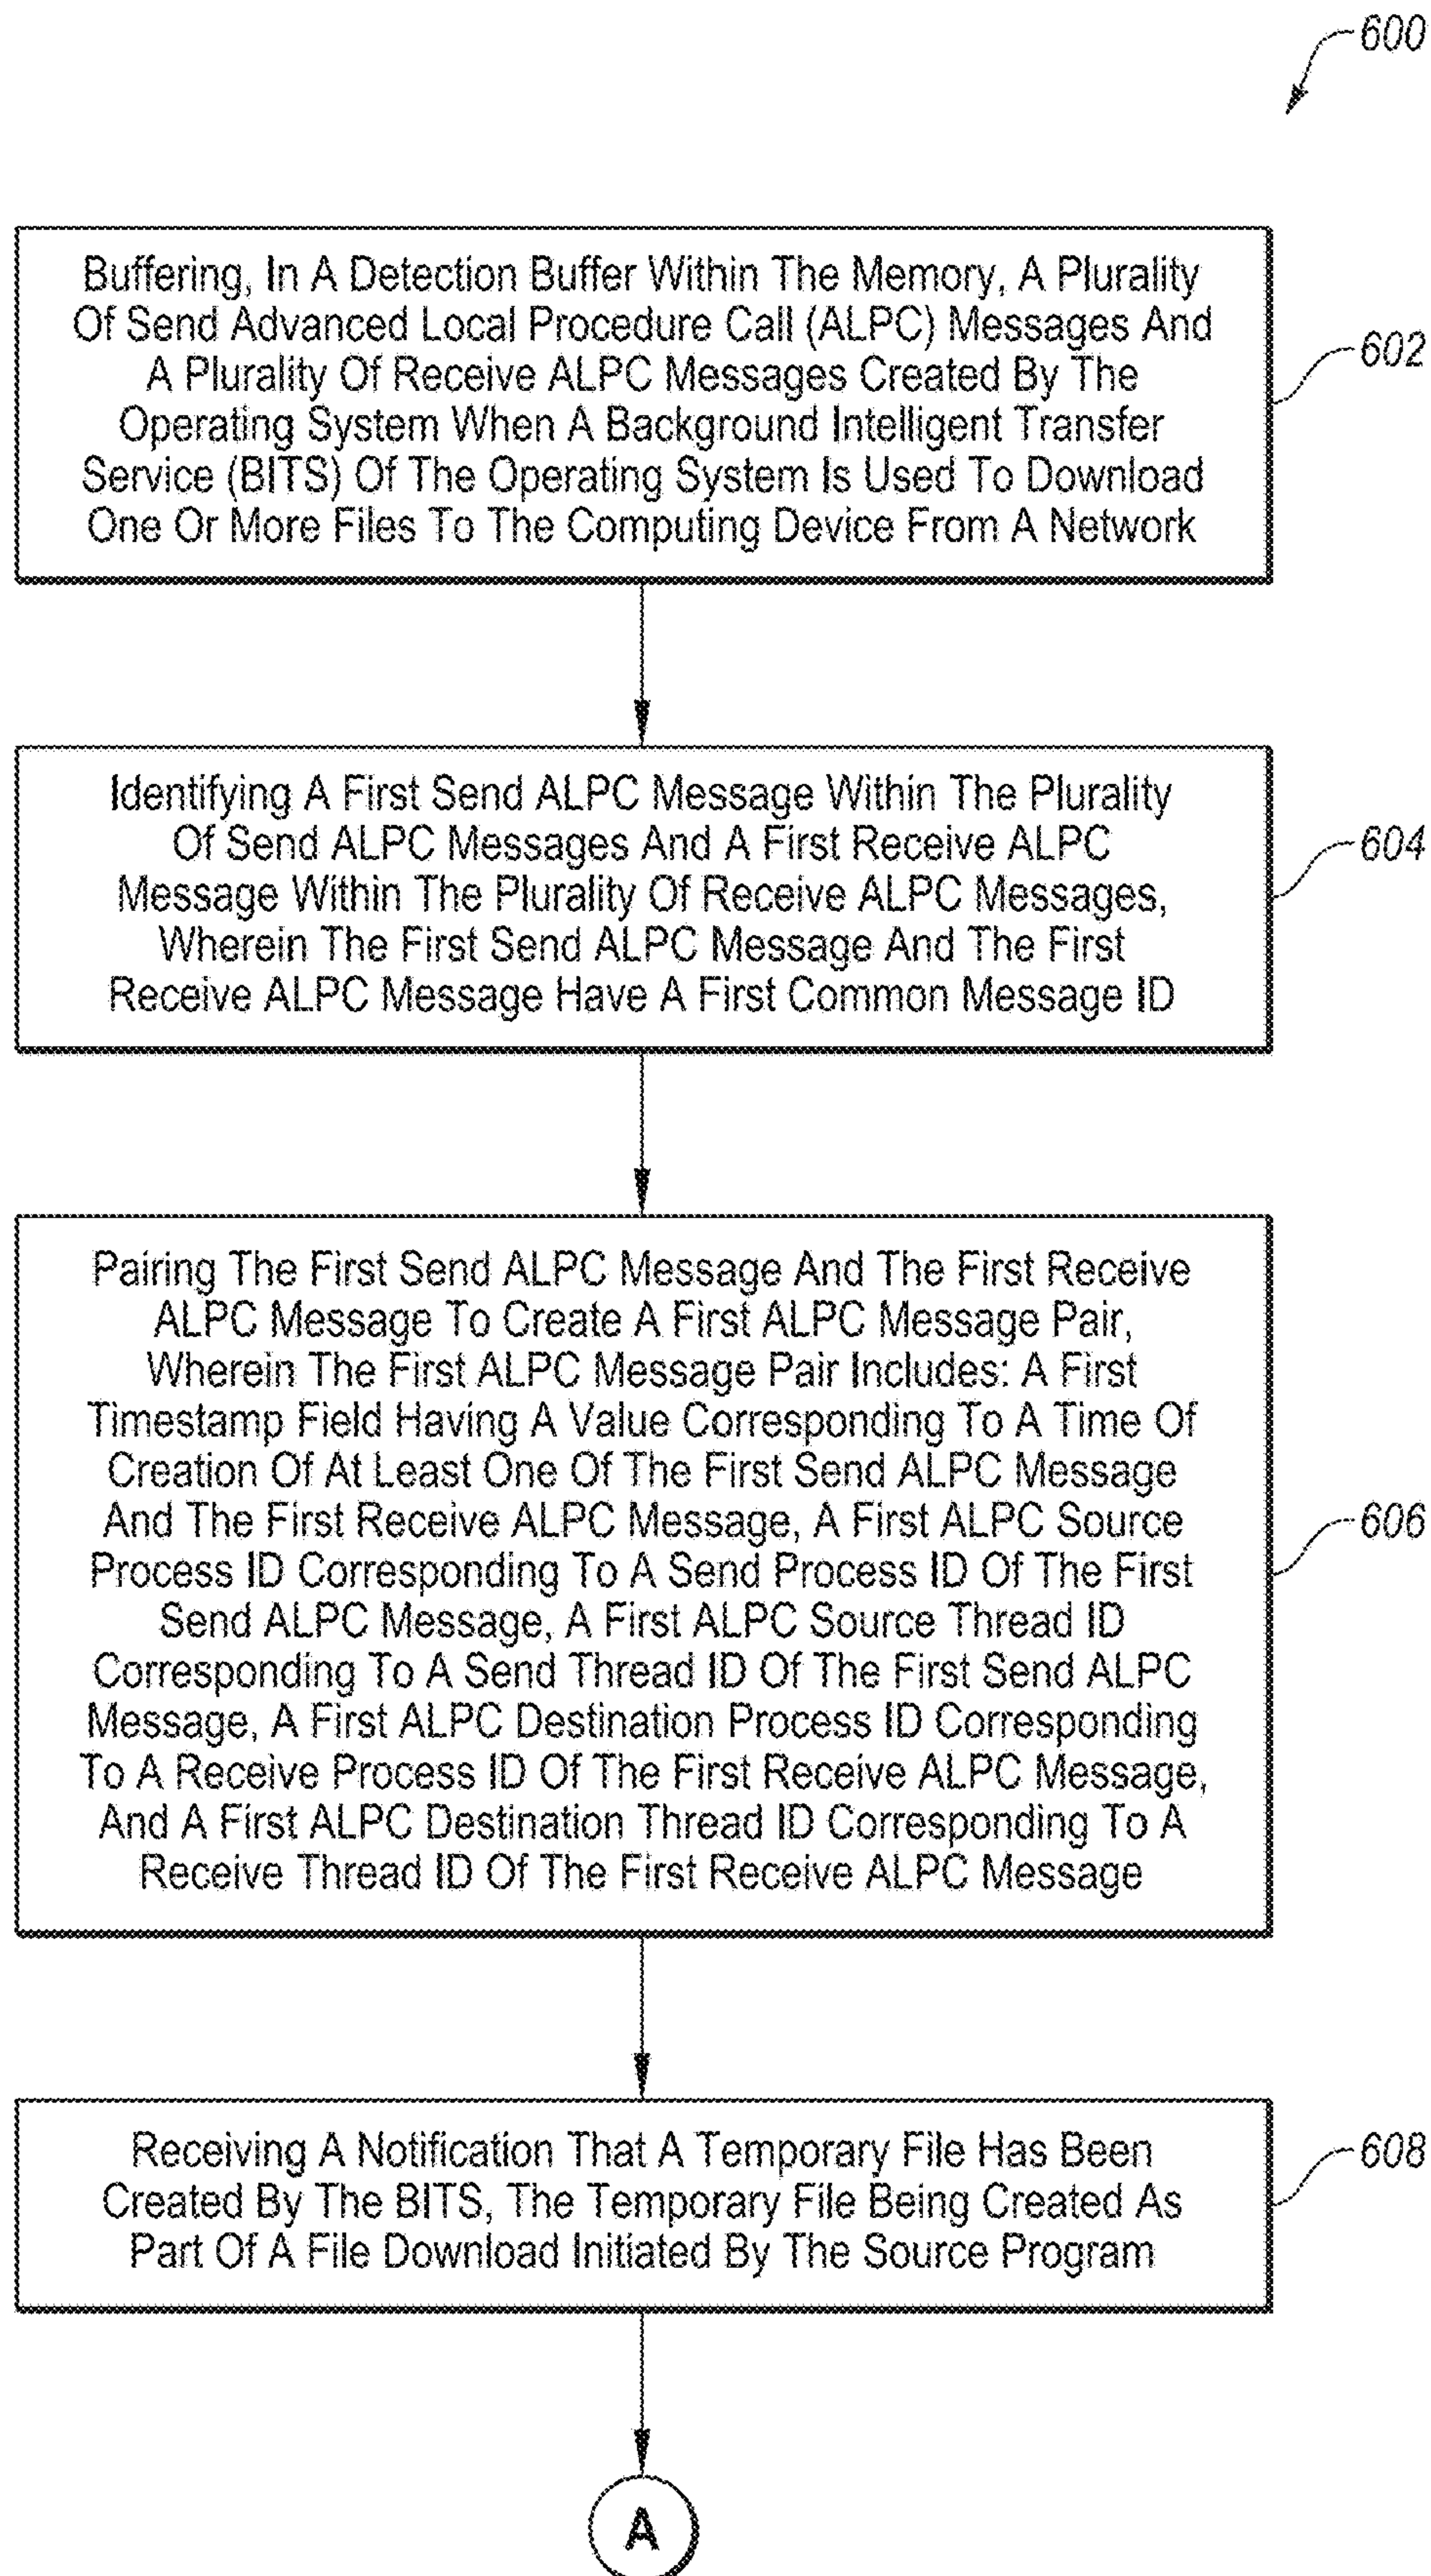 600
Buffering, In A Detection Buffer Within The Memory, A Plurality
Of Send Advanced Local Procedure Call (ALPC) Messages And
A Plurality Of Receive ALPC Messages Created By The
Operating System When A Background Intelligent Transfer
Service (BITS) Of The Operating System Is Used To Download
One Or More Files To The Computing Device From A Network
602
Identifying A First Send ALPC Message Within The Plurality
Of Send ALPC Messages And A First Receive ALPC
Message Within The Plurality Of Receive ALPC Messages,
Wherein The First Send ALPC Message And The First
Receive ALPC Message Have A First Common Message ID
604
Pairing The First Send ALPC Message And The First Receive
ALPC Message To Create A First ALPC Message Pair,
Wherein The First ALPC Message Pair Includes: A First
Timestamp Field Having A Value Corresponding To A Time Of
Creation Of At Least One Of The First Send ALPC Message
And The First Receive ALPC Message, A First ALPC Source
Process ID Corresponding To A Send Process ID Of The First
Send ALPC Message, A First ALPC Source Thread ID
Corresponding To A Send Thread ID Of The First Send ALPC
Message, A First ALPC Destination Process ID Corresponding
To A Receive Process ID Of The First Receive ALPC Message,
And A First ALPC Destination Thread ID Corresponding To A
Receive Thread ID Of The First Receive ALPC Message
606
Receiving A Notification That A Temporary File Has Been
Created By The BITS, The Temporary File Being Created As
Part Of A File Download Initiated By The Source Program
608
A